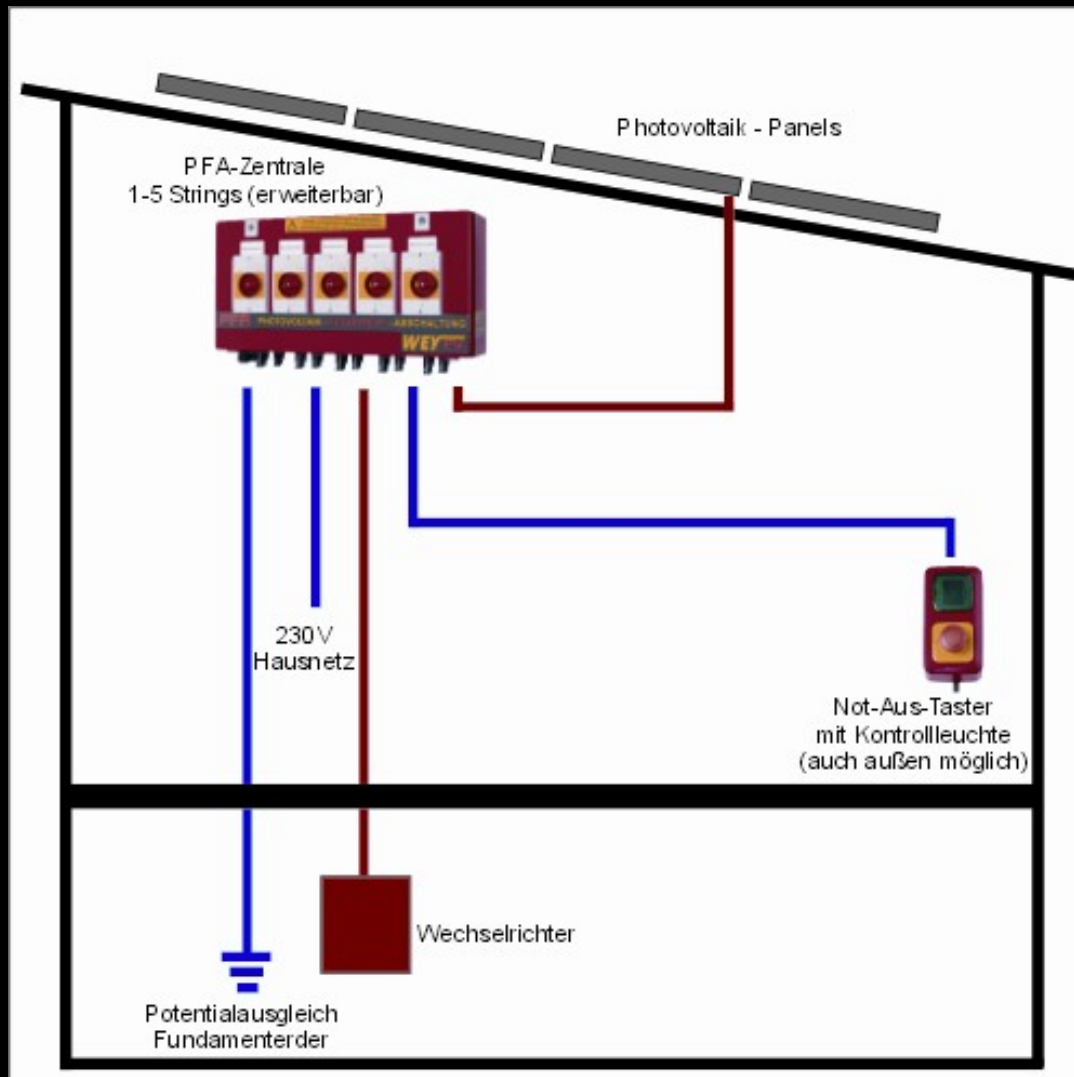 Photovoltaik - Panels
PFA-Zentrale
1-5 Strings (erweiterbar)
PFA PHOTOVOLTAIK ABSCHALTUNG
WEY
230V
Hausnetz
Not-Aus-Taster
mit Kontrollleuchte
(auch außen möglich)
Wechselrichter
Potentialausgleich
Fundamenterder